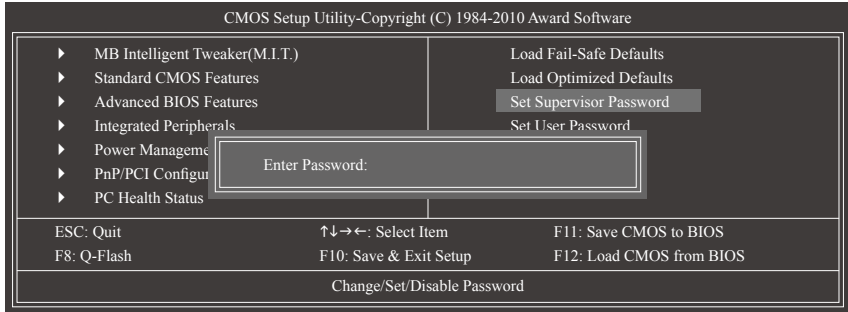 CMOS Setup Utility-Copyright (C) 1984-2010 Award Software
MB Intelligent Tweaker(M.I.T.)
Standard CMOS Features
Advanced BIOS Features
Integrated Peripherals
Power Manageme
PnP/PCI Configur
PC Health Status
Load Fail-Safe Defaults
Load Optimized Defaults
Set Supervisor Password
Set User Password
Enter Password:
ESC: Quit ↑↓→←: Select Item F11: Save CMOS to BIOS
F8: Q-Flash F10: Save & Exit Setup F12: Load CMOS from BIOS
Change/Set/Disable Password